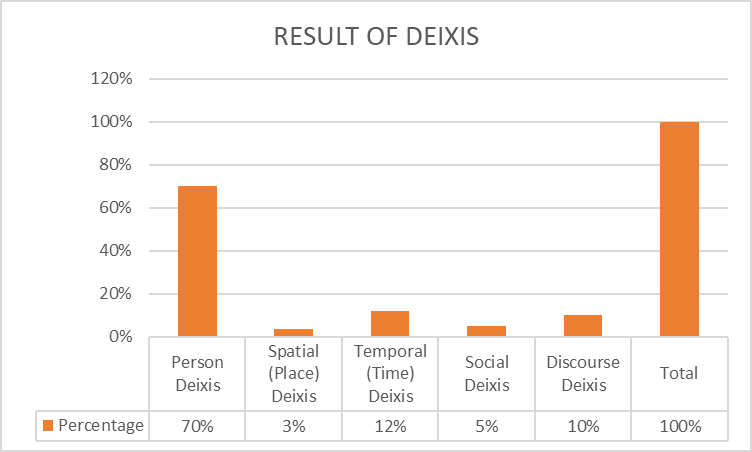 RESULT OF DEIXIS
120%
100%
80%
60%
40%
20%
0%
Person Deixis
Spatial (Place) Deixis
Temporal (Time) Deixis
Social Deixis
Discourse Deixis
Total
Percentage 70% 3% 12% 5% 10% 100%